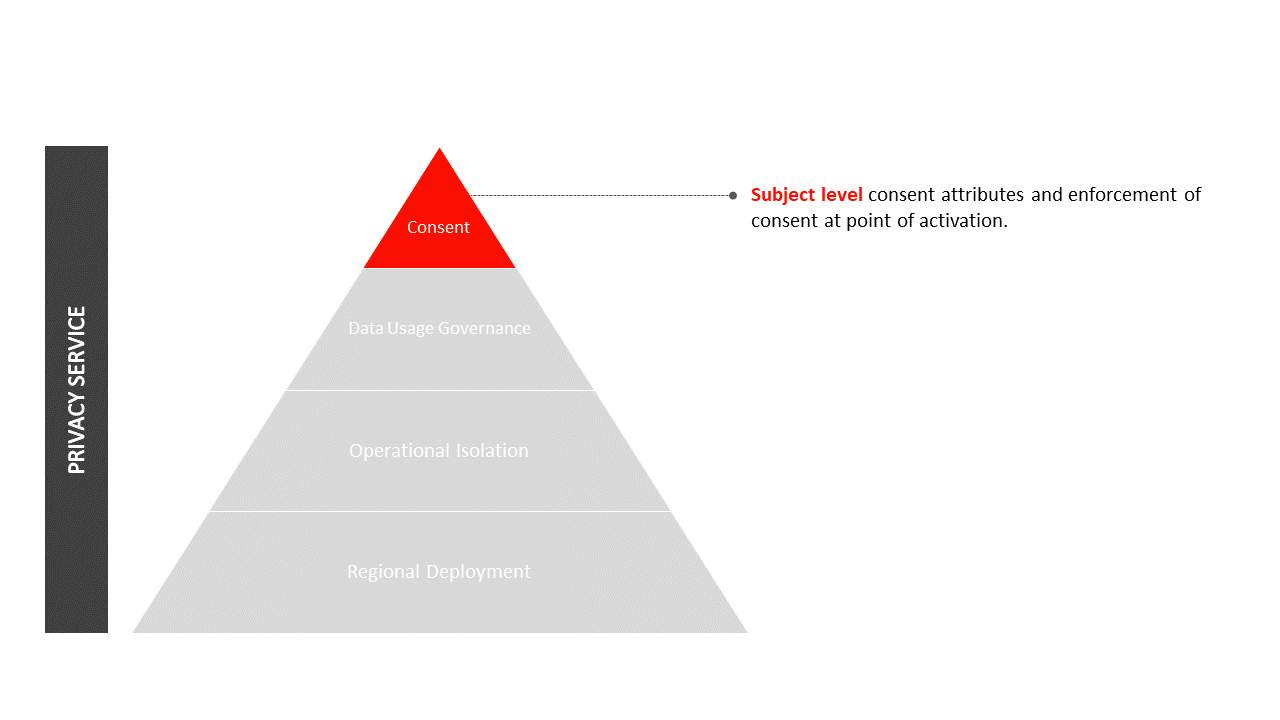 PRIVACY SERVICE
Consent
Subject level consent attributes and enforcement of
consent at point of activation.
Data Usage Governance
Operational Isolation
Regional Deployment